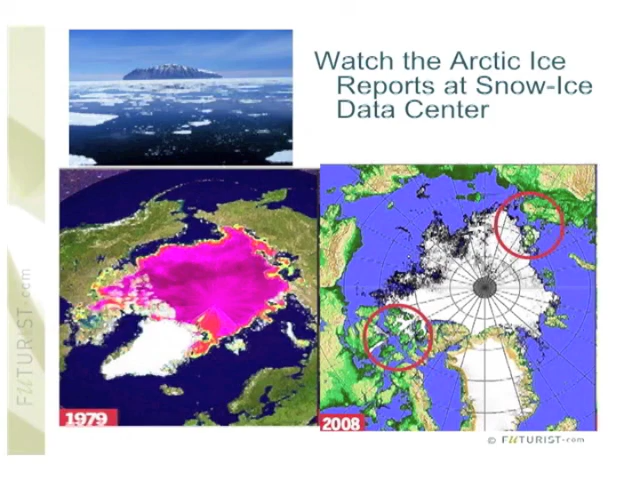 Watch the Arctic Ice
Reports at Snow-Ice
Data Center
1979
2008
FUTURIST.com
© FUTURIST.com